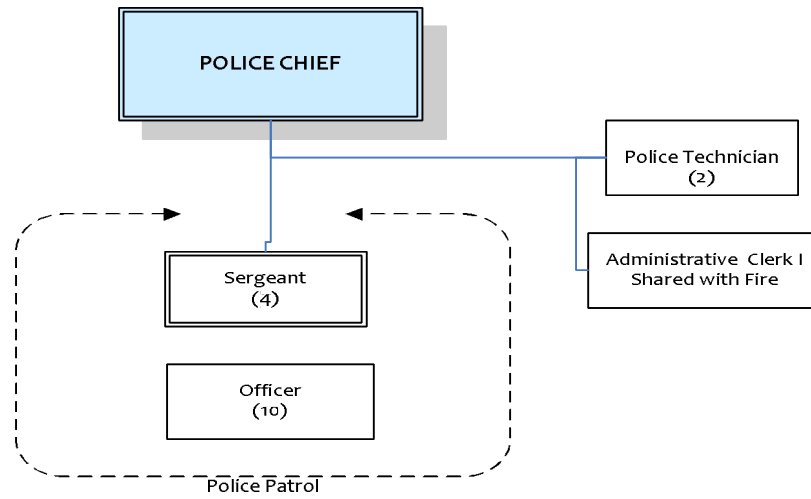 POLICE CHIEF
Police Technician
(2)
Administrative Clerk I
Shared with Fire
Sergeant
(4)
Officer
(10)
Police Patrol